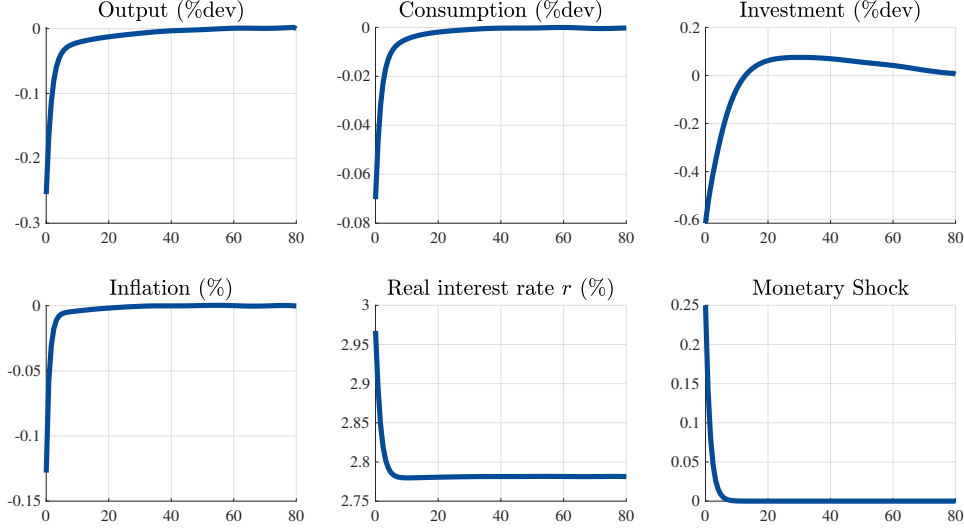 Output (%dev)
0
-0.1
-0.2
-0.3
0 20 40 60 80
Consumption (%dev)
0
-0.02
-0.04
-0.06
-0.08
0 20 40 60 80
Investment (%dev)
0.2
0
-0.2
-0.4
-0.6
0 20 40 60 80
Inflation (%)
0
-0.05
-0.1
-0.15
0 20 40 60 80
Real interest rate r (%)
3
2.95
2.9
2.85
2.8
2.75
0 20 40 60 80
Monetary Shock
0.25
0.2
0.15
0.1
0.05
0
0 20 40 60 80